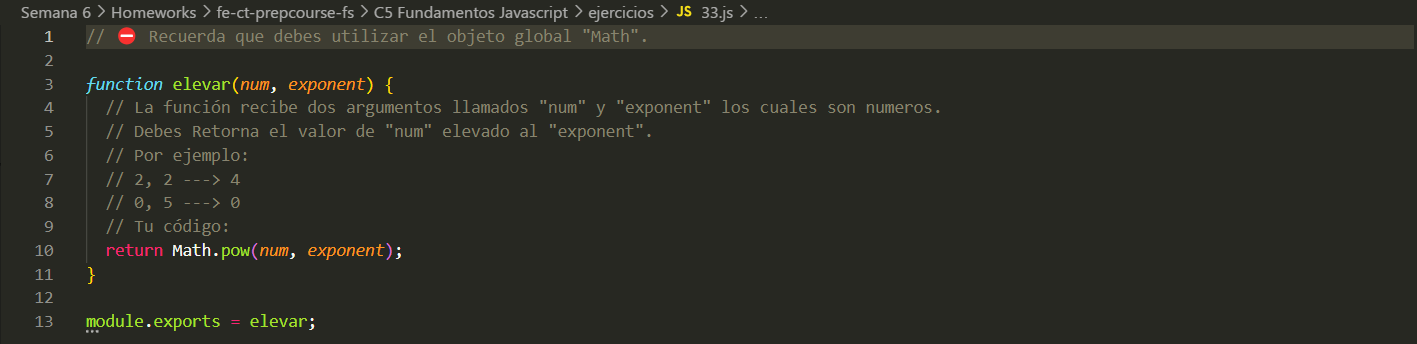 Semana 6 > Homeworks > fe-ct-prepcourse-fs > C5 Fundamentos Javascript > ejercicios > JS 33.js > ...
1 // ⛔ Recuerda que debes utilizar el objeto global "Math".
2
3 function elevar(num, exponent) {
4 // La función recibe dos argumentos llamados "num" y "exponent" los cuales son numeros.
5 // Debes Retorna el valor de "num" elevado al "exponent".
6 // Por ejemplo:
7 // 2, 2 ---> 4
8 // 0, 5 ---> 0
9 // Tu código:
10 return Math.pow(num, exponent);
11 }
12
13 module.exports = elevar;